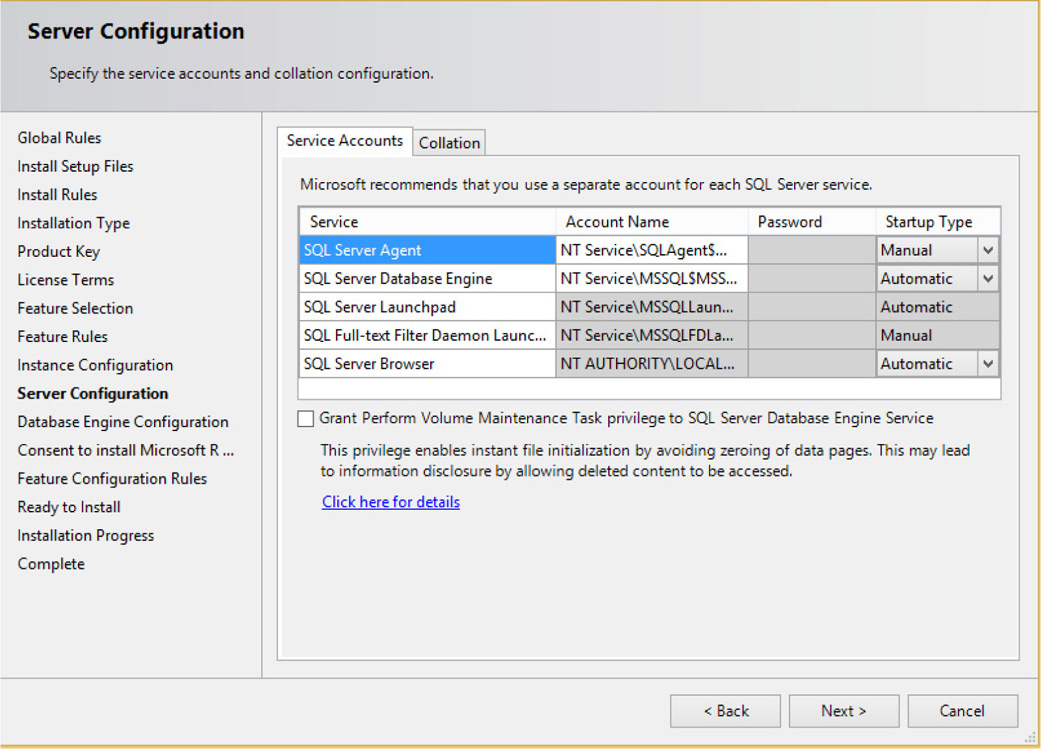 Server Configuration
Specify the service accounts and collation configuration.
Global Rules
Install Setup Files
Install Rules
Installation Type
Product Key
License Terms
Feature Selection
Feature Rules
Instance Configuration
Server Configuration
Database Engine Configuration
Consent to install Microsoft R ...
Feature Configuration Rules
Ready to Install
Installation Progress
Complete
Service Accounts Collation
Microsoft recommends that you use a separate account for each SQL Server service.
Service Account Name Password Startup Type
SQL Server Agent NT Service\SQLAgent$... Manual
SQL Server Database Engine NT Service\MSSQL$MSS... Automatic
SQL Server Launchpad NT Service\MSSQLLaun... Automatic
SQL Full-text Filter Daemon Launc... NT Service\MSSQLFDLa... Manual
SQL Server Browser NT AUTHORITY\LOCAL... Automatic
Grant Perform Volume Maintenance Task privilege to SQL Server Database Engine Service
This privilege enables instant file initialization by avoiding zeroing of data pages. This may lead
to information disclosure by allowing deleted content to be accessed.
Click here for details
< Back Next > Cancel